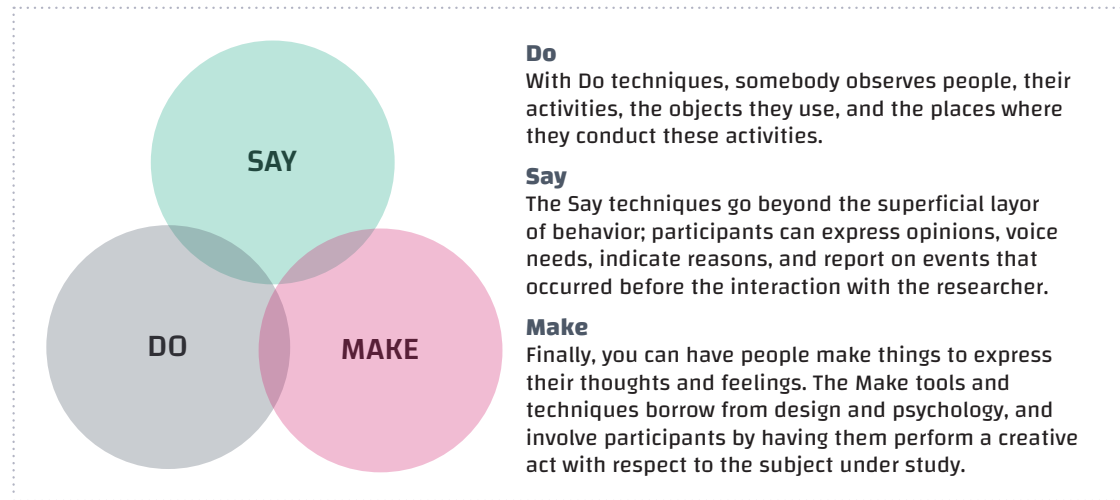 SAY
DO
MAKE
Do
With Do techniques, somebody observes people, their
activities, the objects they use, and the places where
they conduct these activities.
Say
The Say techniques go beyond the superficial layor
of behavior; participants can express opinions, voice
needs, indicate reasons, and report on events that
occurred before the interaction with the researcher.
Make
Finally, you can have people make things to express
their thoughts and feelings. The Make tools and
techniques borrow from design and psychology, and
involve participants by having them perform a creative
act with respect to the subject under study.